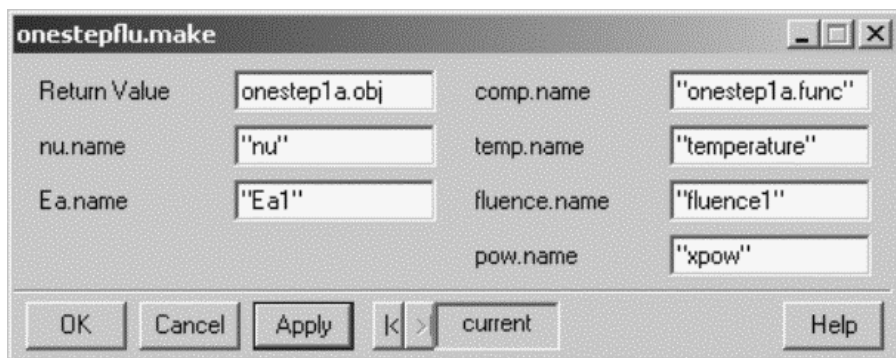 onestepflu.make
Return Value onestep1a.obj comp.name "onestep1a.func"
nu.name "nu" temp.name "temperature"
Ea.name "Ea1" fluence.name "fluence1"
pow.name "xpow"
OK Cancel Apply current Help